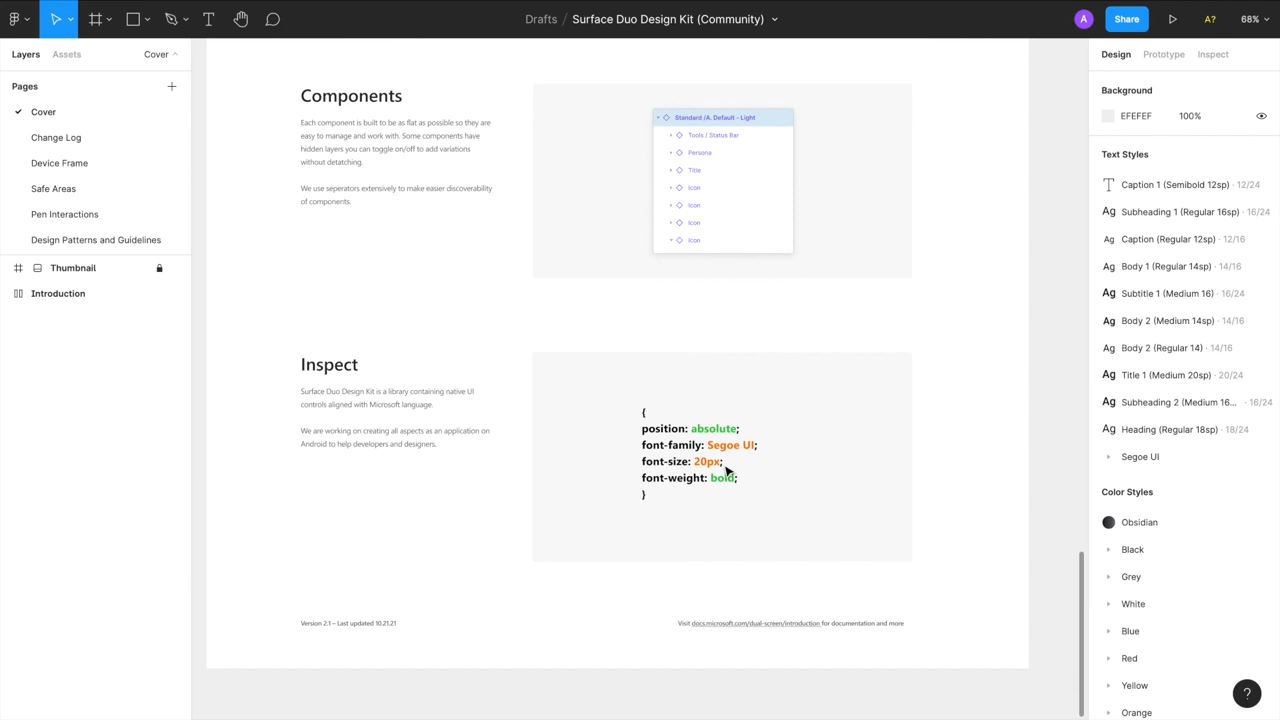 Drafts / Surface Duo Design Kit (Community)
A
Share
A?
68%
Layers
Assets
Cover
Design
Prototype
Inspect
Pages
Cover
Change Log
Device Frame
Safe Areas
Pen Interactions
Design Patterns and Guidelines
Thumbnail
Introduction
Components
Each component is built to be as flat as possible so they are
easy to manage and work with. Some components have
hidden layers you can toggle on/off to add variations
without detatching.
We use seperators extensively to make easier discoverability
of components.
Standard /A. Default - Light
Tools / Status Bar
Persona
Title
Icon
Icon
Icon
Icon
Inspect
Surface Duo Design Kit is a library containing native UI
controls aligned with Microsoft language.
We are working on creating all aspects as an application on
Android to help developers and designers.
{
position: absolute;
font-family: Segoe UI;
font-size: 20px;
font-weight: bold;
}
Version 2.1 – Last updated 10.21.21
Visit docs.microsoft.com/dual-screen/introduction for documentation and more
Background
EFEFEF 100%
Text Styles
Caption 1 (Semibold 12sp) · 12/24
Ag Subheading 1 (Regular 16sp) · 16/24
Ag Caption (Regular 12sp) · 12/16
Ag Body 1 (Regular 14sp) · 14/16
Ag Subtitle 1 (Medium 16) · 16/24
Ag Body 2 (Medium 14sp) · 14/16
Ag Body 2 (Regular 14) · 14/16
Ag Title 1 (Medium 20sp) · 20/24
Ag Subheading 2 (Medium 16... · 16/24
Ag Heading (Regular 18sp) · 18/24
Segoe UI
Color Styles
Obsidian
Black
Grey
White
Blue
Red
Yellow
Orange
?